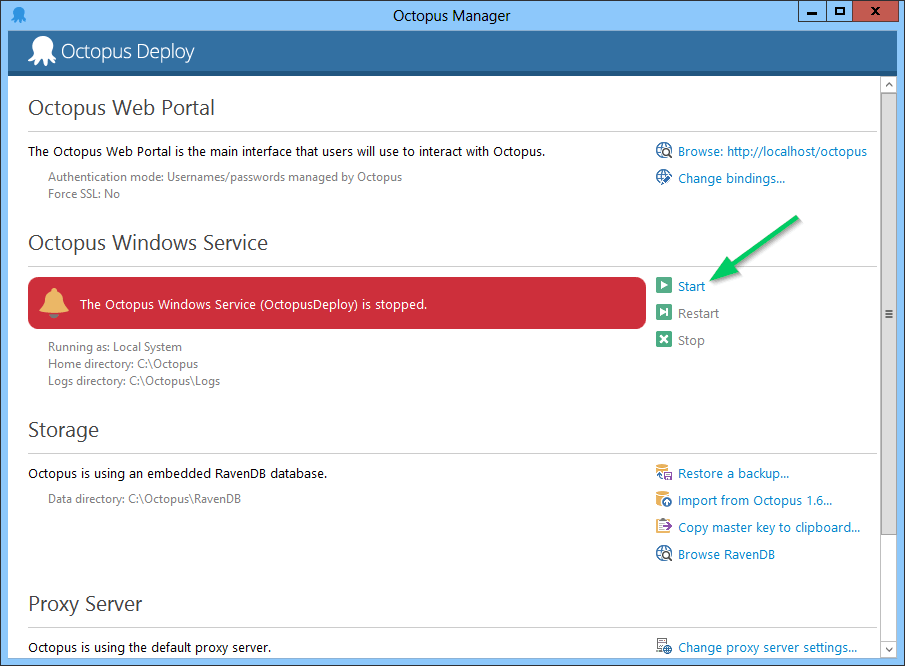 Octopus Manager
Octopus Deploy
Octopus Web Portal
The Octopus Web Portal is the main interface that users will use to interact with Octopus.
Browse: http://localhost/octopus
Authentication mode: Usernames/passwords managed by Octopus
Change bindings...
Force SSL: No
Octopus Windows Service
Start
The Octopus Windows Service (OctopusDeploy) is stopped.
Restart
Stop
Running as: Local System
Home directory: C:\Octopus
Logs directory: C:\Octopus\Logs
Storage
Octopus is using an embedded RavenDB database.
Restore a backup...
Data directory: C:\Octopus\RavenDB
Import from Octopus 1.6...
Copy master key to clipboard...
Browse RavenDB
Proxy Server
Octopus is using the default proxy server.
Change proxy server settings...